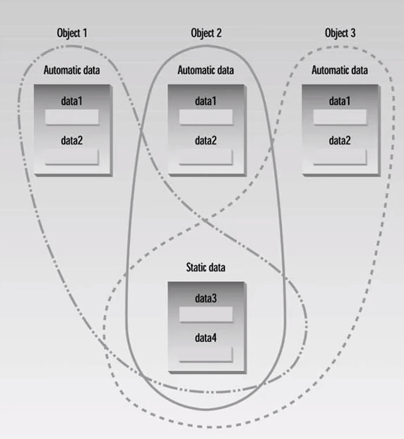 Object 1 Object 2 Object 3
Automatic data Automatic data Automatic data
data1 data1 data1
data2 data2 data2
Static data
data3
data4